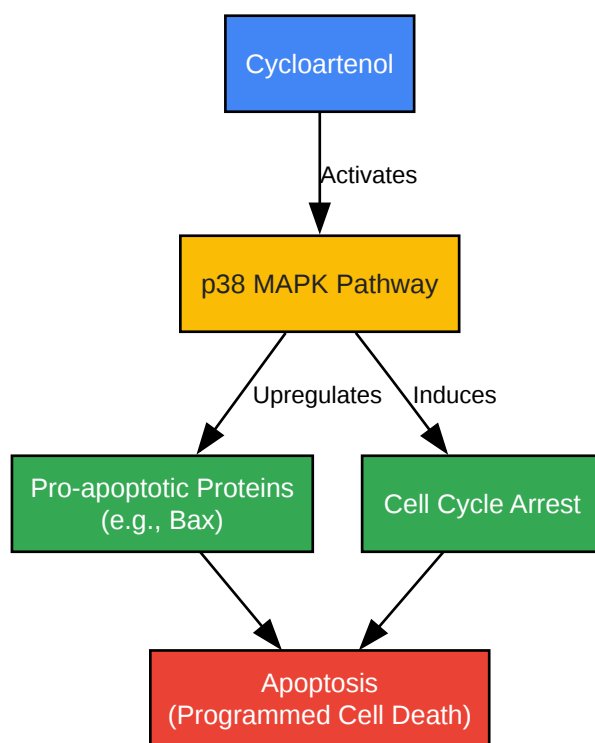 Cycloartenol
Activates
p38 MAPK Pathway
Upregulates
Induces
Pro-apoptotic Proteins
(e.g., Bax)
Cell Cycle Arrest
Apoptosis
(Programmed Cell Death)